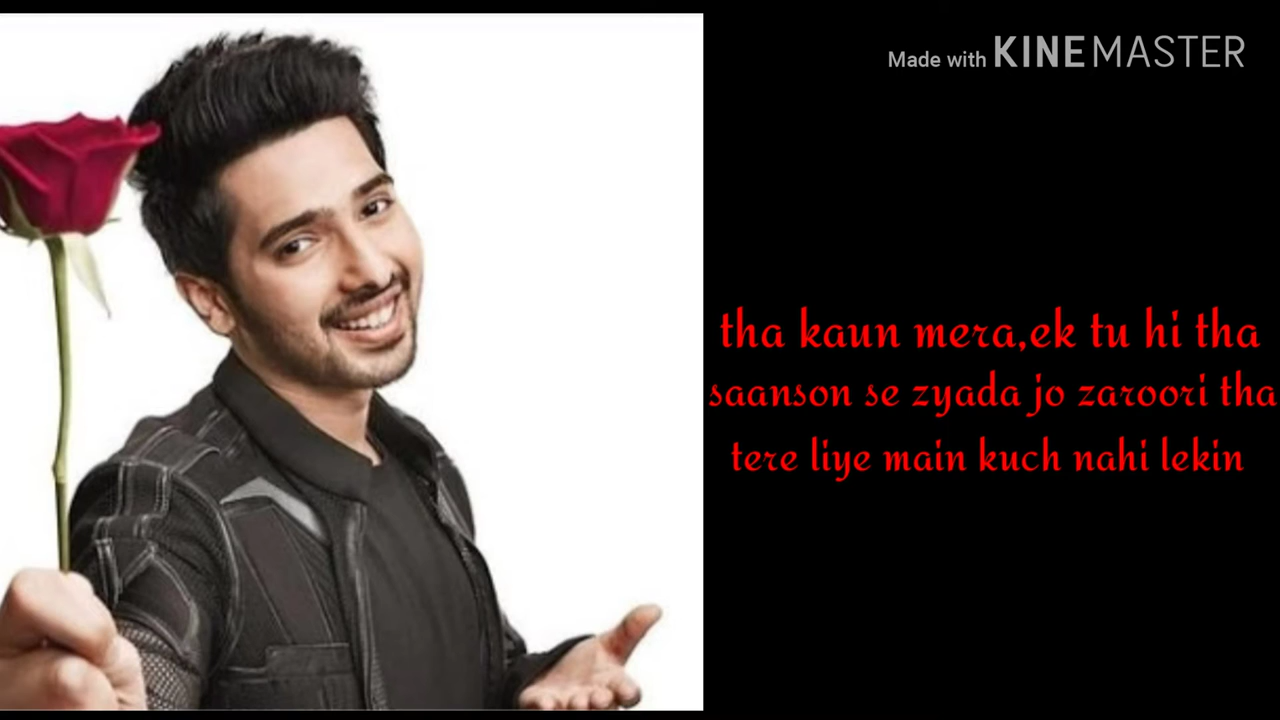 Made with KINEMASTER
tha kaun mera,ek tu hi tha
saanson se zyada jo zaroori tha
tere liye main kuch nahi lekin